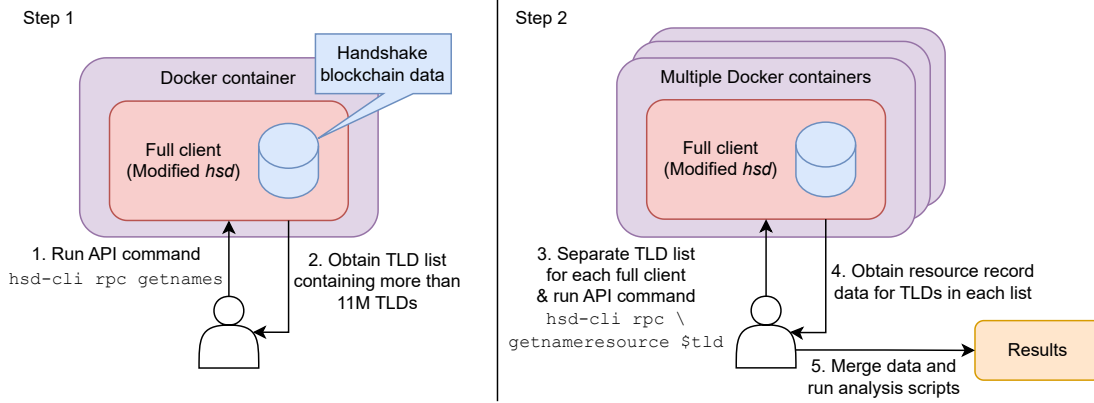 Step 1
Handshake
blockchain data
Docker container
Full client
(Modified hsd)
1. Run API command
hsd-cli rpc getnames
2. Obtain TLD list
containing more than
11M TLDs
Step 2
Multiple Docker containers
Full client
(Modified hsd)
3. Separate TLD list
for each full client
& run API command
hsd-cli rpc \
getnameresource $tld
4. Obtain resource record
data for TLDs in each list
5. Merge data and
run analysis scripts
Results